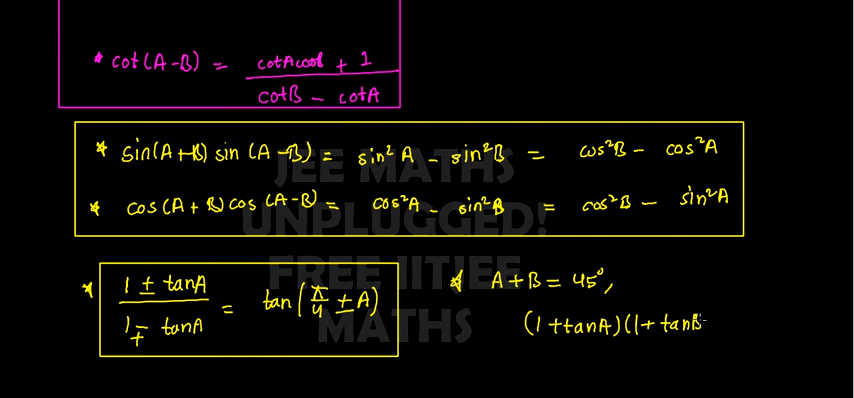 * cot(A-B) = (cotAcotB + 1)/(cotB - cotA)
* sin(A+B) sin(A-B) = sin²A - sin²B = cos²B - cos²A
* cos(A+B) cos(A-B) = cos²A - sin²B = cos²B - sin²A
* (1 ± tanA)/(1 ∓ tanA) = tan(π/4 ± A)
* A+B = 45°,
(1+tanA)(1+tanB
JEE MATHS
UNPLUGGED!
FREE IITJEE
MATHS